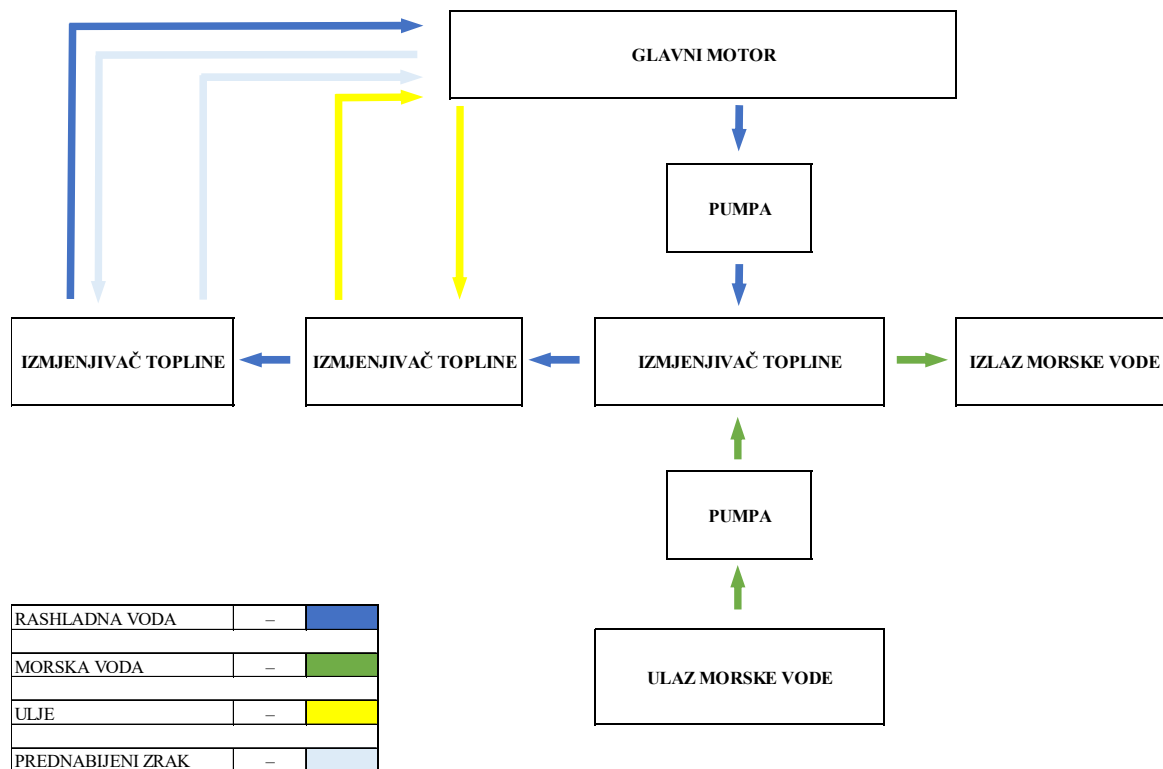 GLAVNI MOTOR
PUMPA
IZMJENJIVAČ TOPLINE
IZMJENJIVAČ TOPLINE
IZMJENJIVAČ TOPLINE
IZLAZ MORSKE VODE
PUMPA
ULAZ MORSKE VODE
RASHLADNA VODA –
MORSKA VODA –
ULJE –
PREDNABIJENI ZRAK –